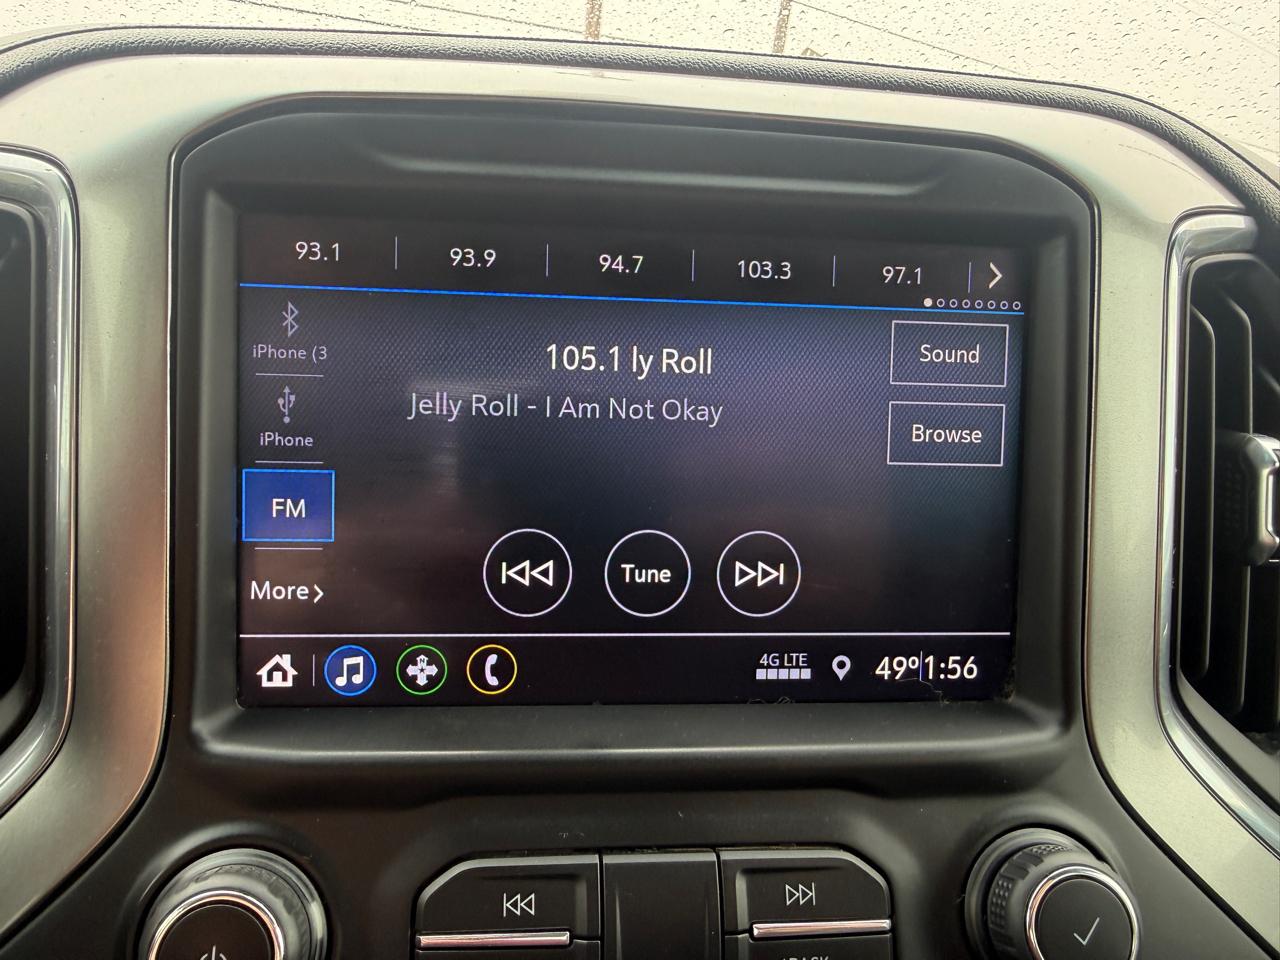 93.1 93.9 94.7 103.3 97.1
iPhone (3
105.1 ly Roll
Sound
Jelly Roll - I Am Not Okay
iPhone
Browse
FM
Tune
More
N
4G LTE
49° 1:56